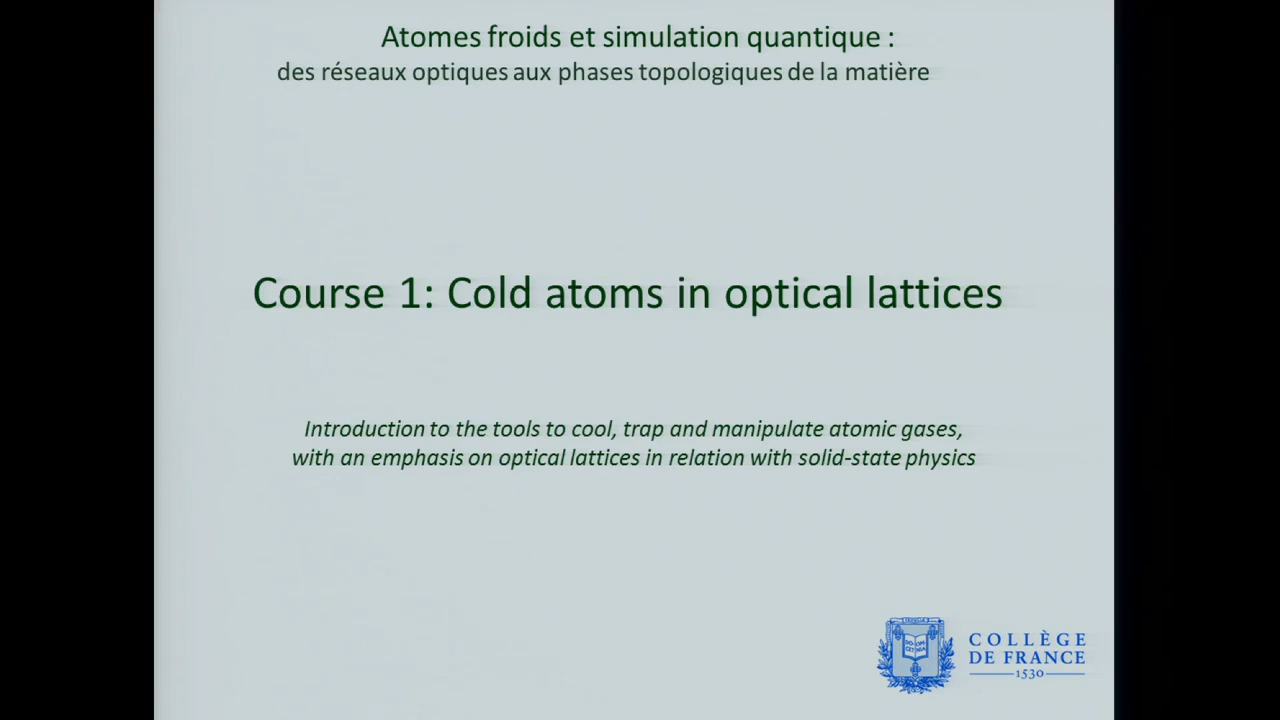 Atomes froids et simulation quantique :
des réseaux optiques aux phases topologiques de la matière
Course 1: Cold atoms in optical lattices
Introduction to the tools to cool, trap and manipulate atomic gases,
with an emphasis on optical lattices in relation with solid-state physics
COLLÈGE
DE FRANCE
1530